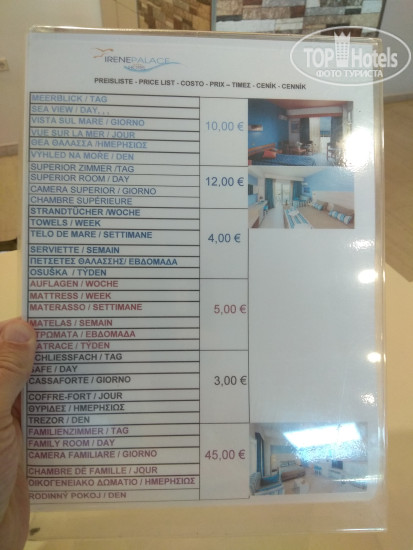 TOP Hotels
ФОТО ТУРИСТА
IRENE PALACE
PREISLISTE - PRICE LIST - COSTO - PRIX – ΤΙΜΕΣ - CENÍK - CENNİK
MEERBLICK / TAG
SEA VIEW / DAY
VISTA SUL MARE / GIORNO
VUE SUR LA MER / JOUR
ΘΕΑ ΘΑΛΑΣΣΑ /ΗΜΕΡΗΣΙΟΣ
VÝHLED NA MORE / DEN
10,00 €
SUPERIOR ZIMMER /TAG
SUPERIOR ROOM / DAY
CAMERA SUPERIOR / GIORNO
CHAMBRE SUPÉRIEURE
12,00 €
STRANDTÜCHER /WOCHE
TOWELS / WEEK
TELO DE MARE / SETTIMANE
SERVIETTE / SEMAIN
ΠΕΤΣΕΤΕΣ ΘΑΛΑΣΣΗΣ/ ΕΒΔΟΜΑΔΑ
OSUŠKA / TÝDEN
4,00 €
AUFLAGEN / WOCHE
MATTRESS / WEEK
MATERASSO / SETTIMANE
MATELAS / SEMAIN
ΣΤΡΩΜΑΤΑ / ΕΒΔΟΜΑΔΑ
MATRACE / TÝDEN
5,00 €
SCHLIESSFACH / TAG
SAFE / DAY
CASSAFORTE / GIORNO
COFFRE-FORT / JOUR
ΘΥΡΙΔΕΣ / ΗΜΕΡΗΣΙΟΣ
TREZOR / DEN
3,00 €
FAMILIENZIMMER / TAG
FAMILY ROOM / DAY
CAMERA FAMILIARE / GIORNO
CHAMBRE DE FAMILLE / JOUR
ΟΙΚΟΓΕΝΕΙΑΚΟ ΔΩΜΑΤΙΟ / ΗΜΕΡΗΣΙΟΣ
RODINNÝ POKOJ / DEN
45,00 €